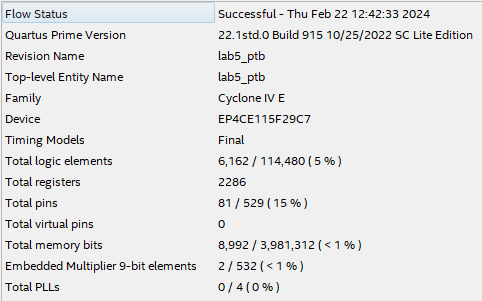 Flow Status Successful - Thu Feb 22 12:42:33 2024
Quartus Prime Version 22.1std.0 Build 915 10/25/2022 SC Lite Edition
Revision Name lab5_ptb
Top-level Entity Name lab5_ptb
Family Cyclone IV E
Device EP4CE115F29C7
Timing Models Final
Total logic elements 6,162 / 114,480 ( 5 % )
Total registers 2286
Total pins 81 / 529 ( 15 % )
Total virtual pins 0
Total memory bits 8,992 / 3,981,312 ( < 1 % )
Embedded Multiplier 9-bit elements 2 / 532 ( < 1 % )
Total PLLs 0 / 4 ( 0 % )